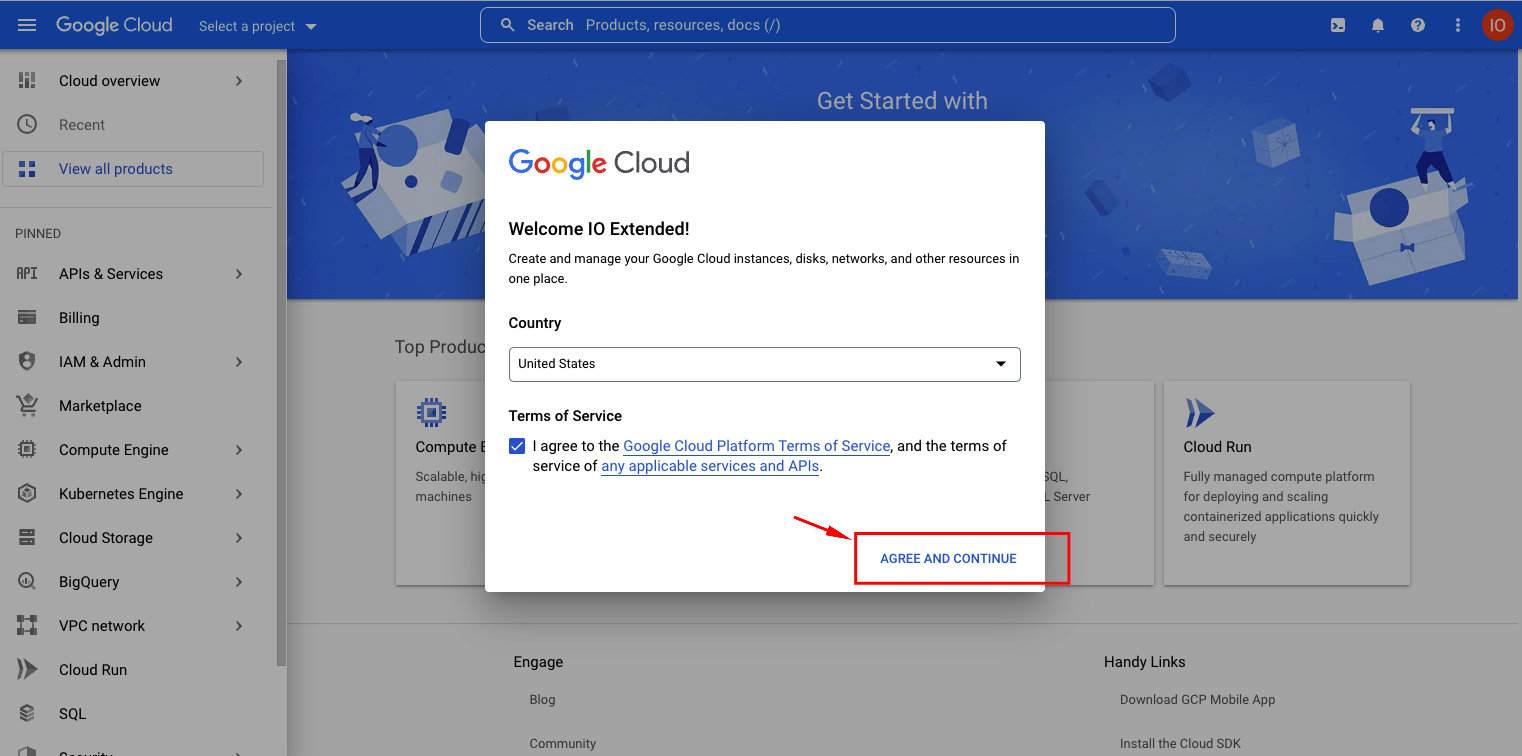 Google Cloud
Select a project
Search Products, resources, docs (/)
IO
Cloud overview
Recent
View all products
PINNED
API APIs & Services
Billing
IAM & Admin
Marketplace
Compute Engine
Kubernetes Engine
Cloud Storage
BigQuery
VPC network
Cloud Run
SQL
Security
Get Started with
Google Cloud
Welcome IO Extended!
Create and manage your Google Cloud instances, disks, networks, and other resources in
one place.
Country
United States
Terms of Service
I agree to the Google Cloud Platform Terms of Service, and the terms of
service of any applicable services and APIs.
AGREE AND CONTINUE
Top
Compute
Scalable,
machines
SQL,
Server
Cloud Run
Fully managed compute platform
for deploying and scaling
containerized applications quickly
and securely
Engage
Blog
Community
Handy Links
Download GCP Mobile App
Install the Cloud SDK